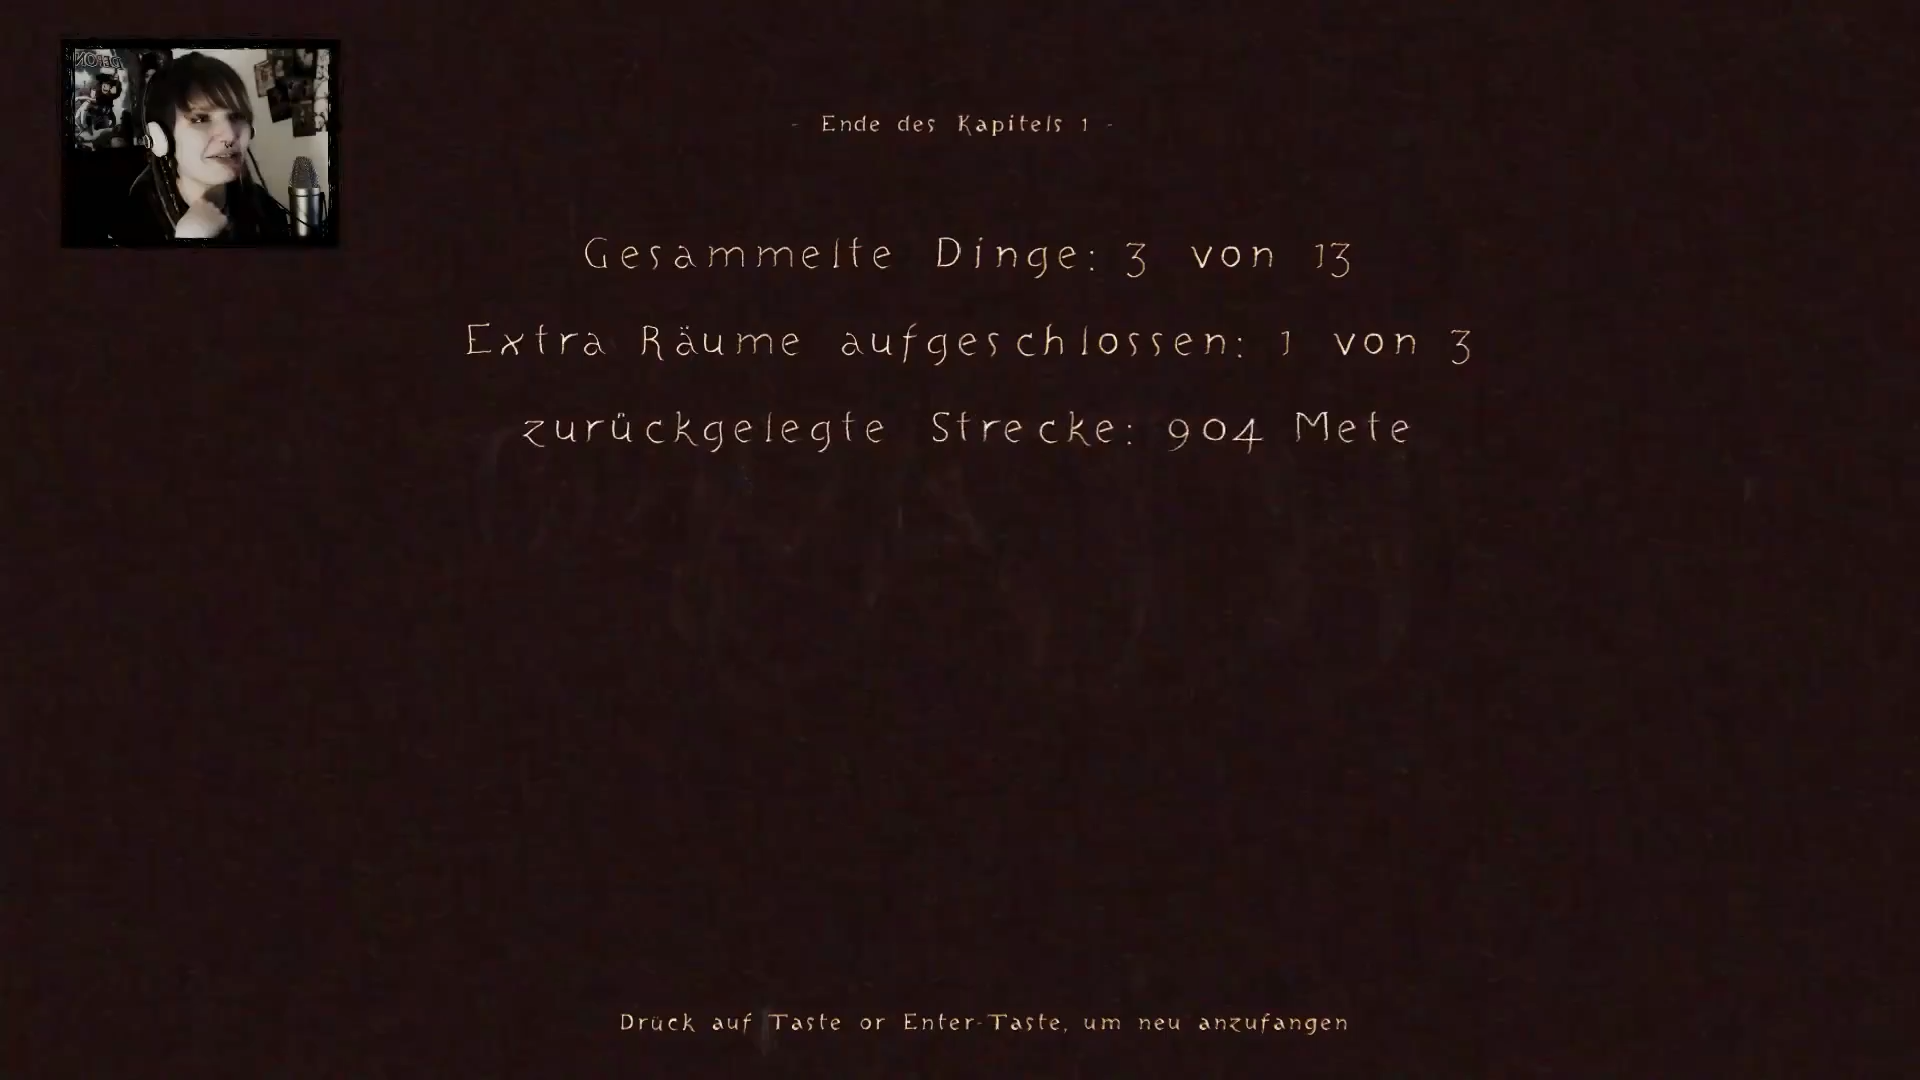 - Ende des Kapitels 1 -
Gesammelte Dinge: 3 von 13
Extra Räume aufgeschlossen: 1 von 3
zurückgelegte Strecke: 904 Mete
Drück auf Taste or Enter-Taste, um neu anzufangen